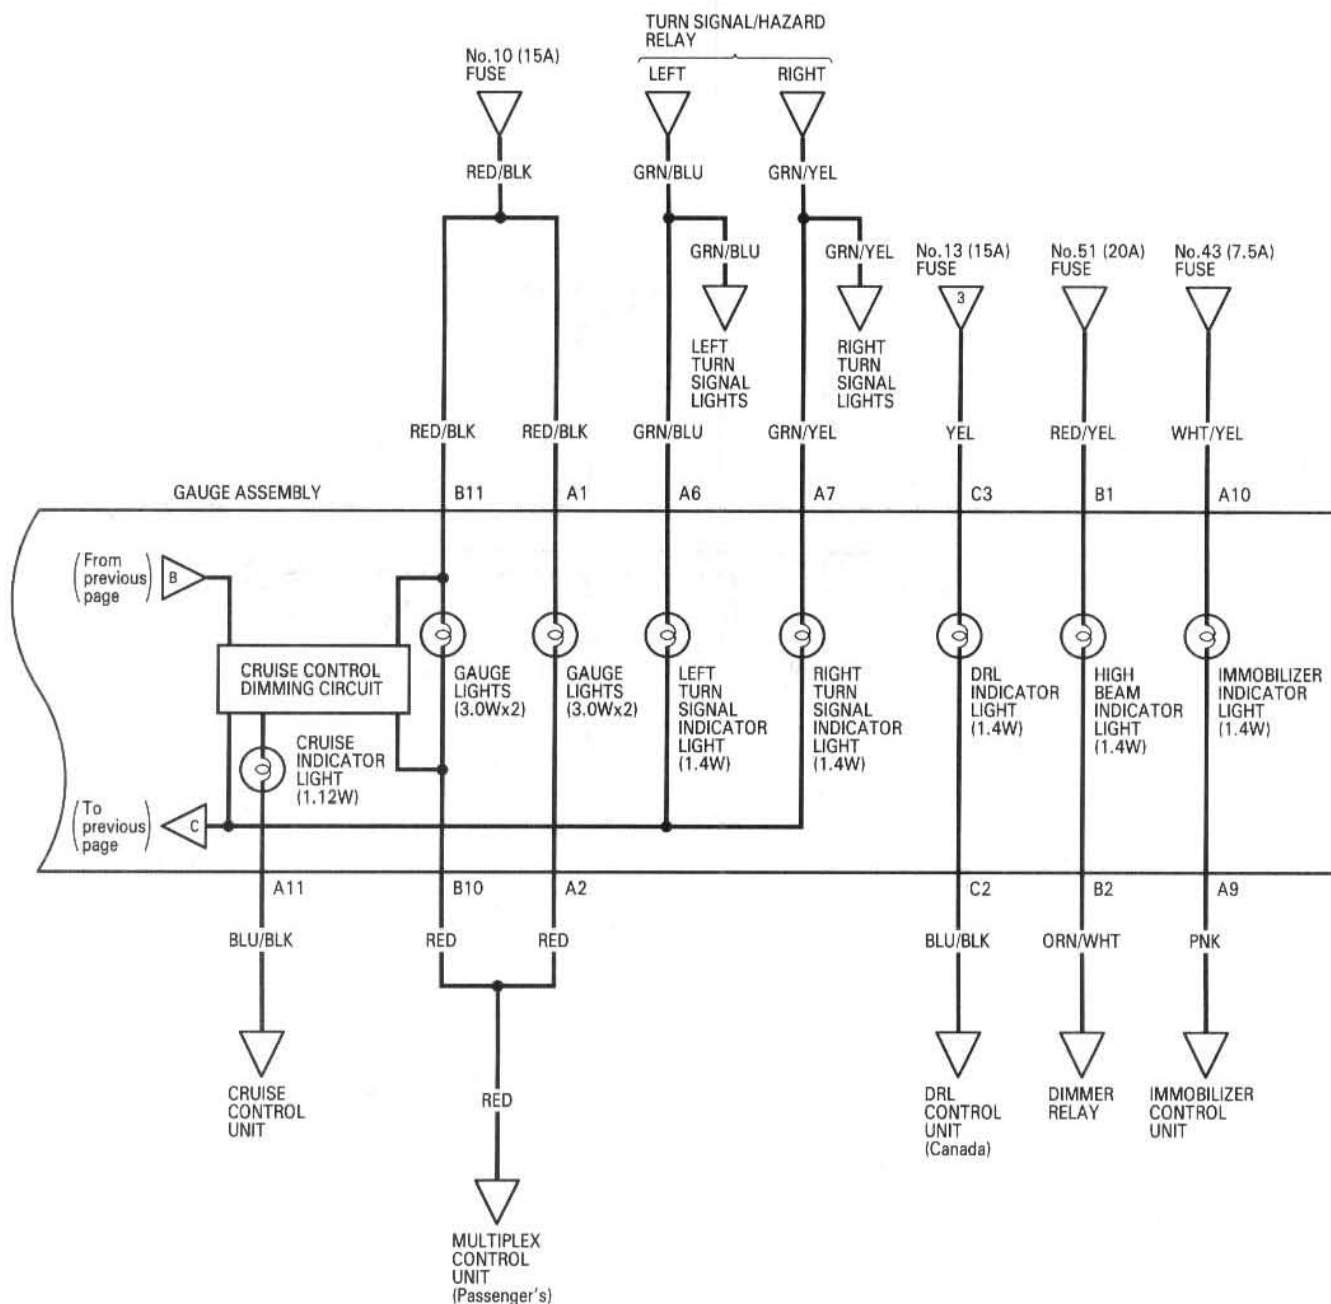 TURN SIGNAL/HAZARD
RELAY
No.10 (15A)
FUSE
LEFT
RIGHT
RED/BLK
GRN/BLU
GRN/YEL
GRN/BLU
GRN/YEL
No.13 (15A)
FUSE
No.51 (20A)
FUSE
No.43 (7.5A)
FUSE
3
LEFT
TURN
SIGNAL
LIGHTS
RIGHT
TURN
SIGNAL
LIGHTS
RED/BLK
RED/BLK
GRN/BLU
GRN/YEL
YEL
RED/YEL
WHT/YEL
GAUGE ASSEMBLY
B11
A1
A6
A7
C3
B1
A10
(From
previous
page)
B
CRUISE CONTROL
DIMMING CIRCUIT
GAUGE
LIGHTS
(3.0Wx2)
GAUGE
LIGHTS
(3.0Wx2)
LEFT
TURN
SIGNAL
INDICATOR
LIGHT
(1.4W)
RIGHT
TURN
SIGNAL
INDICATOR
LIGHT
(1.4W)
DRL
INDICATOR
LIGHT
(1.4W)
HIGH
BEAM
INDICATOR
LIGHT
(1.4W)
IMMOBILIZER
INDICATOR
LIGHT
(1.4W)
CRUISE
INDICATOR
LIGHT
(1.12W)
(To
previous
page)
C
A11
B10
A2
C2
B2
A9
BLU/BLK
RED
RED
BLU/BLK
ORN/WHT
PNK
CRUISE
CONTROL
UNIT
RED
DRL
CONTROL
UNIT
(Canada)
DIMMER
RELAY
IMMOBILIZER
CONTROL
UNIT
MULTIPLEX
CONTROL
UNIT
(Passenger's)